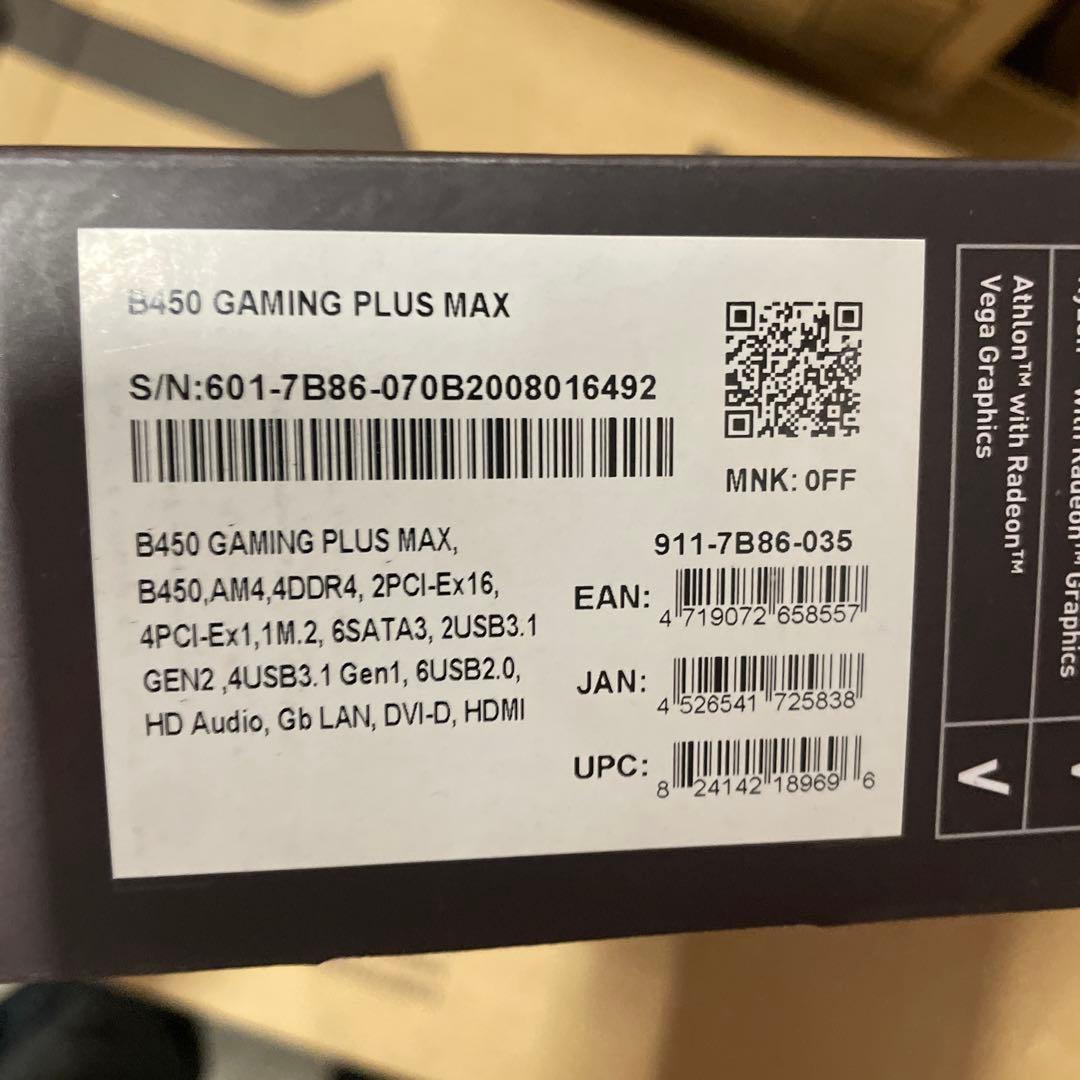 B450 GAMING PLUS MAX
S/N:601-7B86-070B2008016492
MNK: 0FF
B450 GAMING PLUS MAX,
B450,AM4,4DDR4, 2PCI-Ex16,
4PCI-Ex1,1M.2, 6SATA3, 2USB3.1
GEN2 ,4USB3.1 Gen1, 6USB2.0,
HD Audio, Gb LAN, DVI-D, HDMI
911-7B86-035
EAN:
4 719072 658557
JAN:
4 526541 725838
UPC:
8 24142 18969 6
Athlon™ with Radeon™
Vega Graphics
V
with Radeon™
Graphics